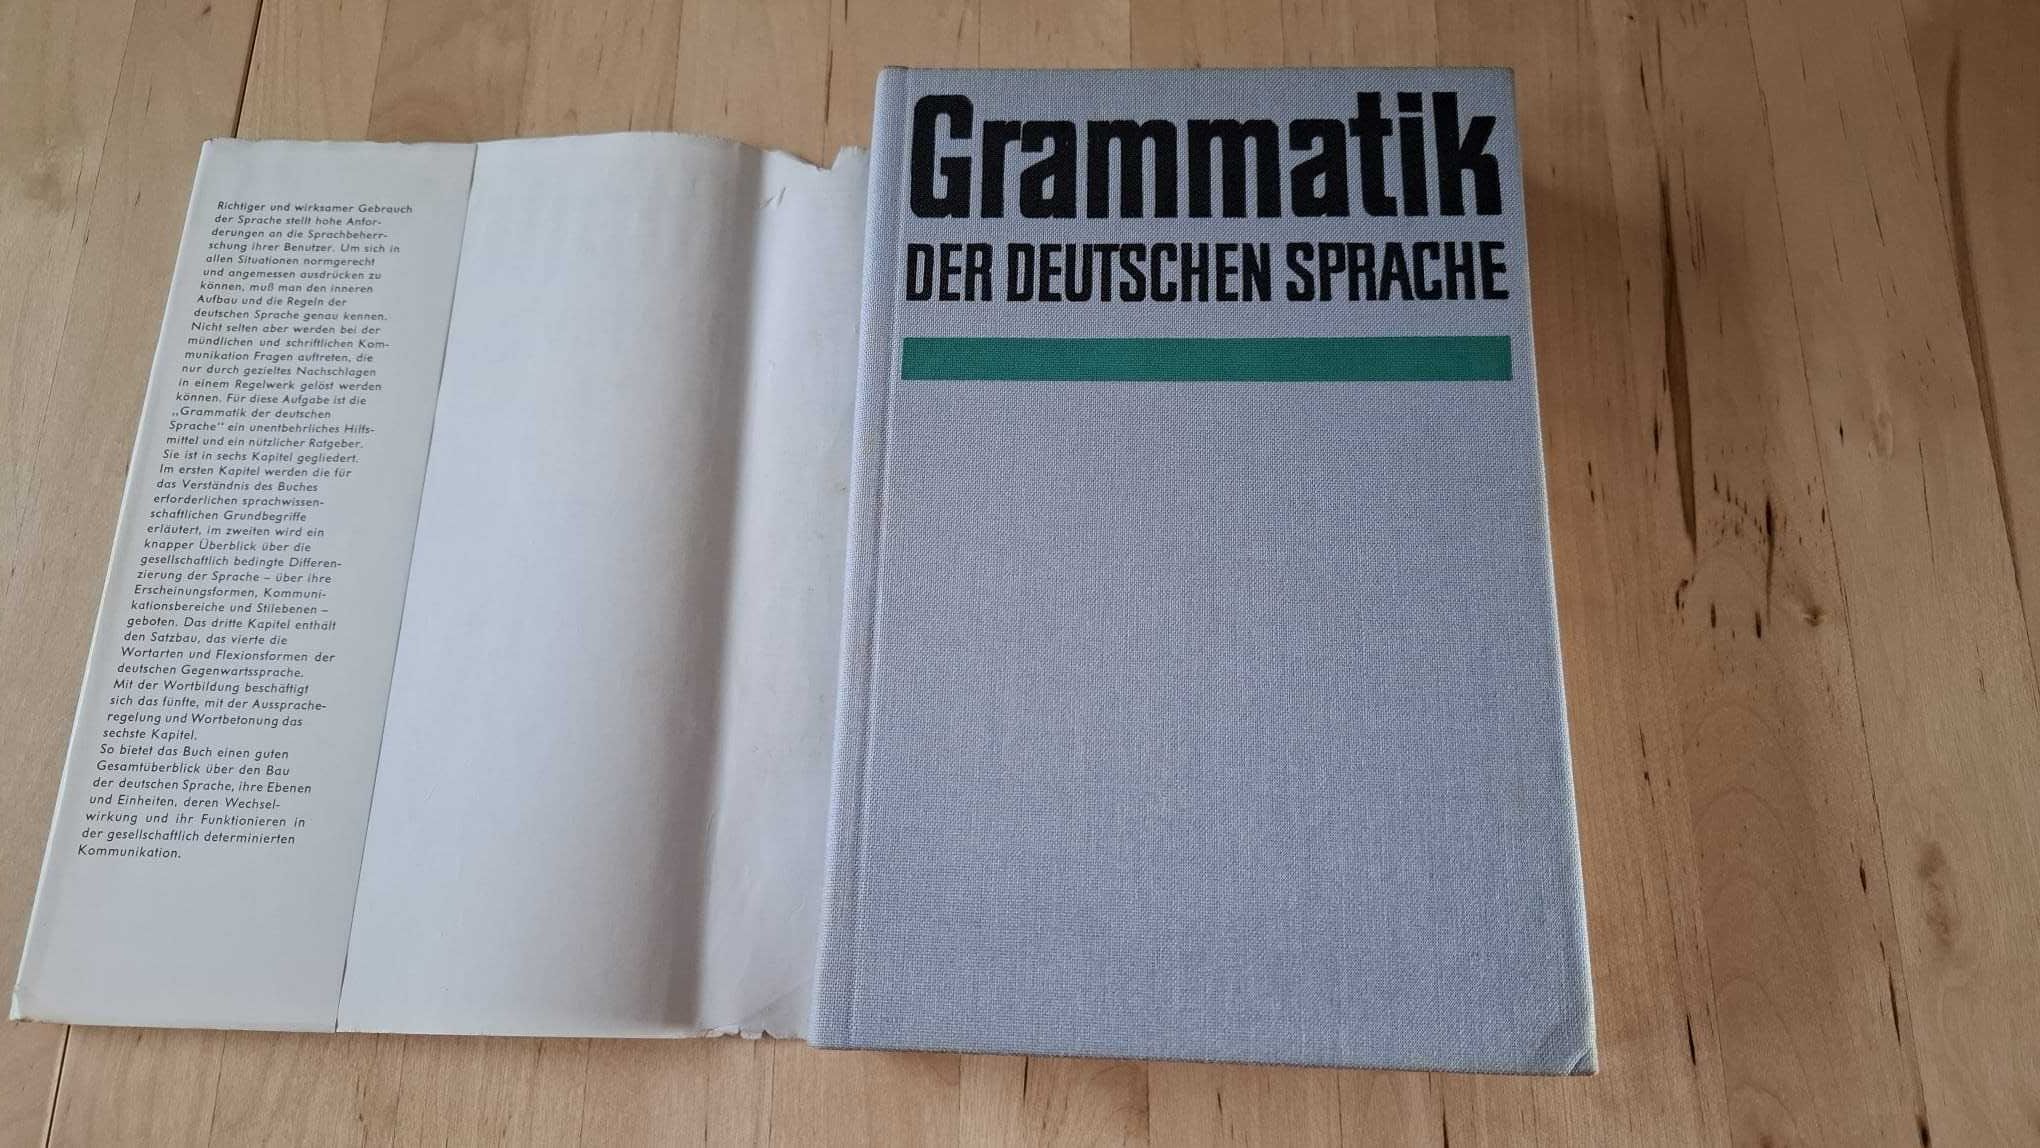 Richtiger und wirksamer Gebrauch
der Sprache stellt hohe Anfor-
derungen an die Sprachbeherr-
schung ihrer Benutzer. Um sich in
allen Situationen normgerecht
und angemessen ausdrücken zu
können, muß man den inneren
Aufbau und die Regeln der
deutschen Sprache genau kennen.
Nicht selten aber werden bei der
mündlichen und schriftlichen Kom-
munikation Fragen auftreten, die
nur durch gezieltes Nachschlagen
in einem Regelwerk gelöst werden
können. Für diese Aufgabe ist die
„Grammatik der deutschen
Sprache" ein unentbehrliches Hilfs-
mittel und ein nützlicher Ratgeber.
Sie ist in sechs Kapitel gegliedert.
Im ersten Kapitel werden die für
das Verständnis des Buches
erforderlichen sprachwissen-
schaftlichen Grundbegriffe
erläutert, im zweiten wird ein
knapper Überblick über die
gesellschaftlich bedingte Differen-
zierung der Sprache – über ihre
Erscheinungsformen, Kommuni-
kationsbereiche und Stilebenen –
geboten. Das dritte Kapitel enthält
den Satzbau, das vierte die
Wortarten und Flexionsformen der
deutschen Gegenwartssprache.
Mit der Wortbildung beschäftigt
sich das fünfte, mit der Aussprache-
regelung und Wortbetonung das
sechste Kapitel.
So bietet das Buch einen guten
Gesamtüberblick über den Bau
der deutschen Sprache, ihre Ebenen
und Einheiten, deren Wechsel-
wirkung und ihr Funktionieren in
der gesellschaftlich determinierten
Kommunikation.
Grammatik
DER DEUTSCHEN SPRACHE